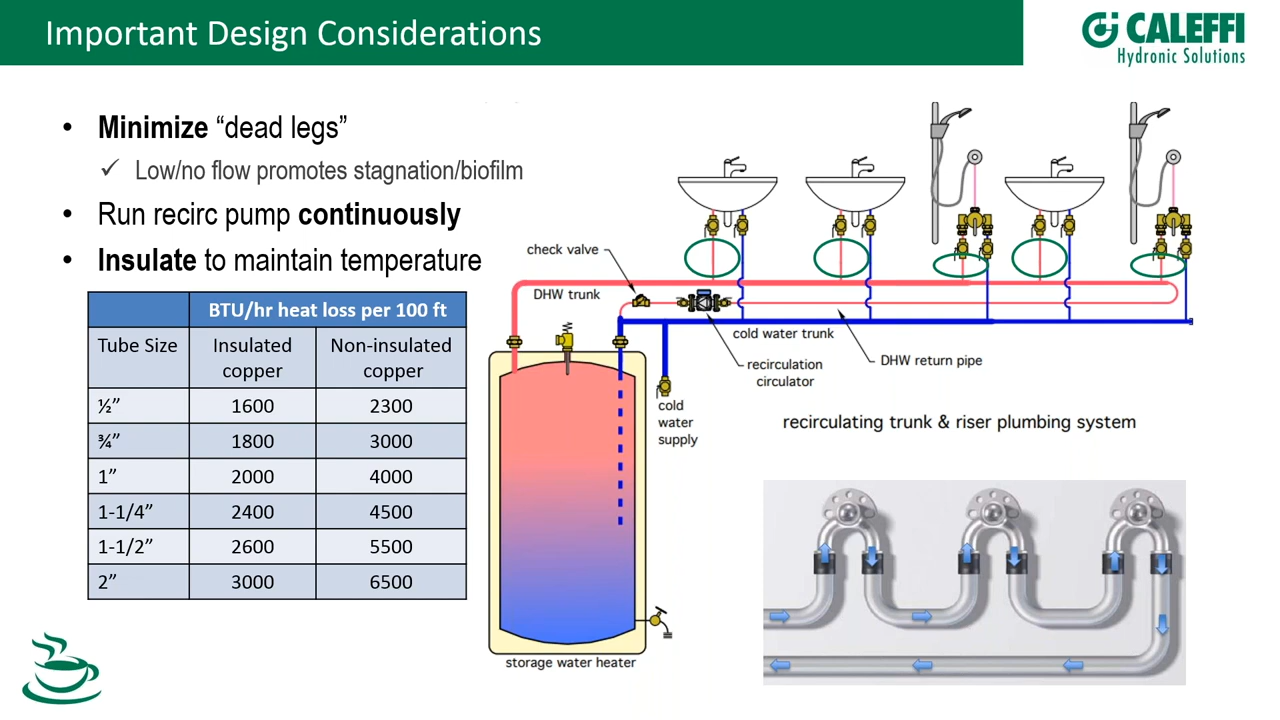 Important Design Considerations
CALEFFI
Hydronic Solutions
• Minimize “dead legs”
✓ Low/no flow promotes stagnation/biofilm
• Run recirc pump continuously
• Insulate to maintain temperature
BTU/hr heat loss per 100 ft
Tube Size
Insulated
copper
Non-insulated
copper
½” 1600 2300
¾” 1800 3000
1” 2000 4000
1-1/4” 2400 4500
1-1/2” 2600 5500
2” 3000 6500
check valve
DHW trunk
cold water trunk
recirculation
circulator
DHW return pipe
cold
water
supply
recirculating trunk & riser plumbing system
storage water heater